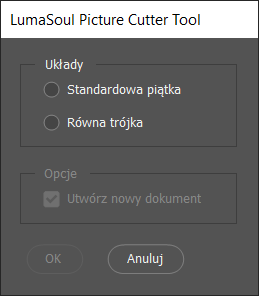 LumaSoul Picture Cutter Tool
Układy
Standardowa piątka
Równa trójka
Opcje
Utwórz nowy dokument
OK
Anuluj